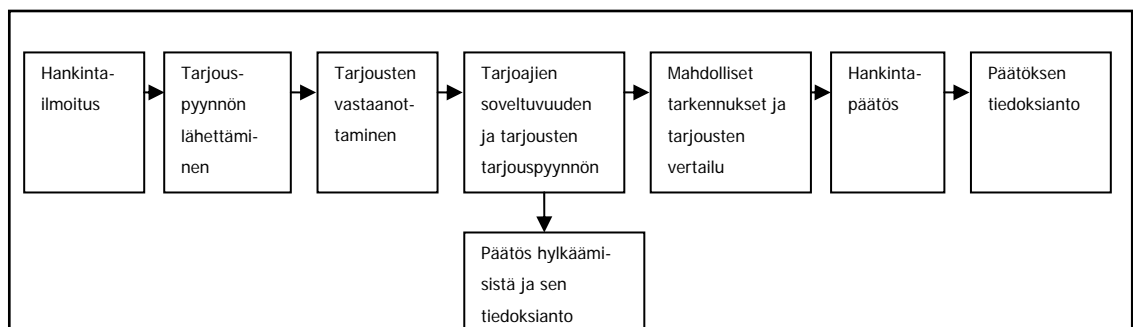 Hankinta-
ilmoitus
Tarjous-
pyynnön
lähettämi-
nen
Tarjousten
vastaanot-
taminen
Tarjoajien
soveltuvuuden
ja tarjousten
tarjouspyynnön
Mahdolliset
tarkennukset ja
tarjousten
vertailu
Hankinta-
päätös
Päätöksen
tiedoksianto
Päätös hylkäämi-
sistä ja sen
tiedoksianto